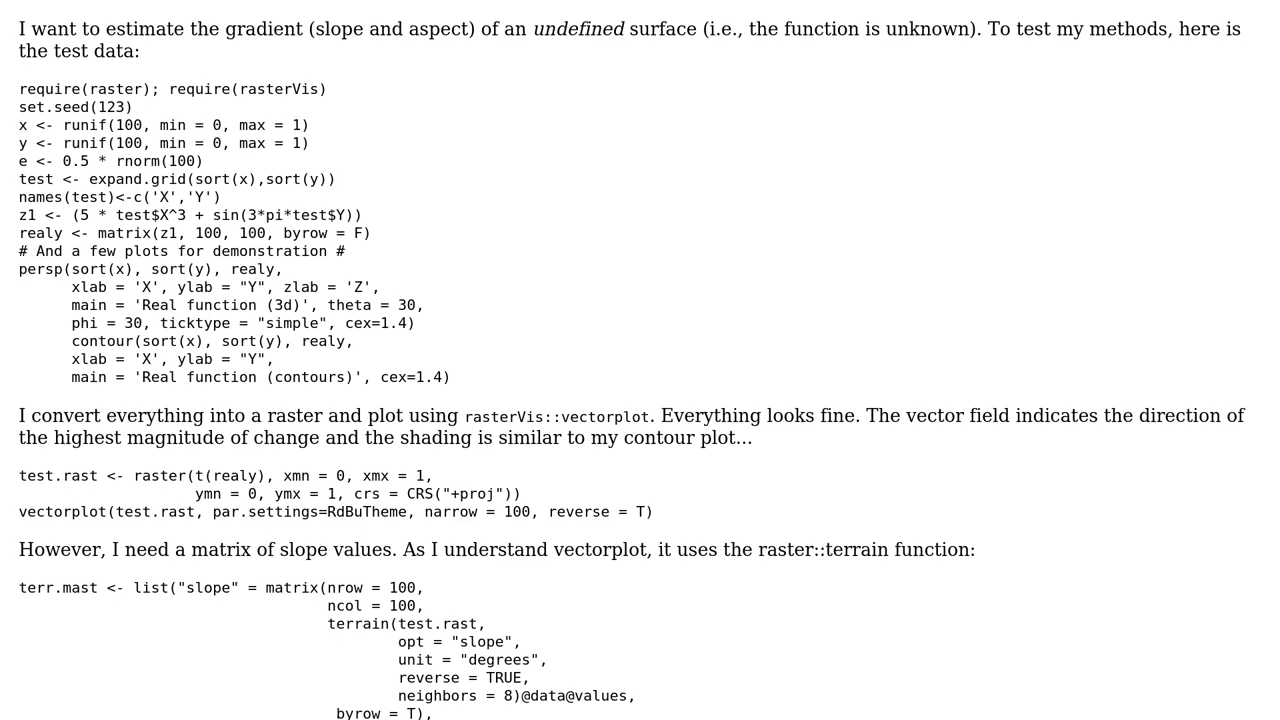 I want to estimate the gradient (slope and aspect) of an undefined surface (i.e., the function is unknown). To test my methods, here is
the test data:
require(raster); require(rasterVis)
set.seed(123)
x <- runif(100, min = 0, max = 1)
y <- runif(100, min = 0, max = 1)
e <- 0.5 * rnorm(100)
test <- expand.grid(sort(x),sort(y))
names(test)<-c('X','Y')
z1 <- (5 * test$X^3 + sin(3*pi*test$Y))
realy <- matrix(z1, 100, 100, byrow = F)
# And a few plots for demonstration #
persp(sort(x), sort(y), realy,
      xlab = 'X', ylab = "Y", zlab = 'Z',
      main = 'Real function (3d)', theta = 30,
      phi = 30, ticktype = "simple", cex=1.4)
      contour(sort(x), sort(y), realy,
      xlab = 'X', ylab = "Y",
      main = 'Real function (contours)', cex=1.4)
I convert everything into a raster and plot using rasterVis::vectorplot. Everything looks fine. The vector field indicates the direction of
the highest magnitude of change and the shading is similar to my contour plot...
test.rast <- raster(t(realy), xmn = 0, xmx = 1,
                    ymn = 0, ymx = 1, crs = CRS("+proj"))
vectorplot(test.rast, par.settings=RdBuTheme, narrow = 100, reverse = T)
However, I need a matrix of slope values. As I understand vectorplot, it uses the raster::terrain function:
terr.mast <- list("slope" = matrix(nrow = 100,
                                   ncol = 100,
                                   terrain(test.rast,
                                           opt = "slope",
                                           unit = "degrees",
                                           reverse = TRUE,
                                           neighbors = 8)@data@values,
                                    byrow = T),